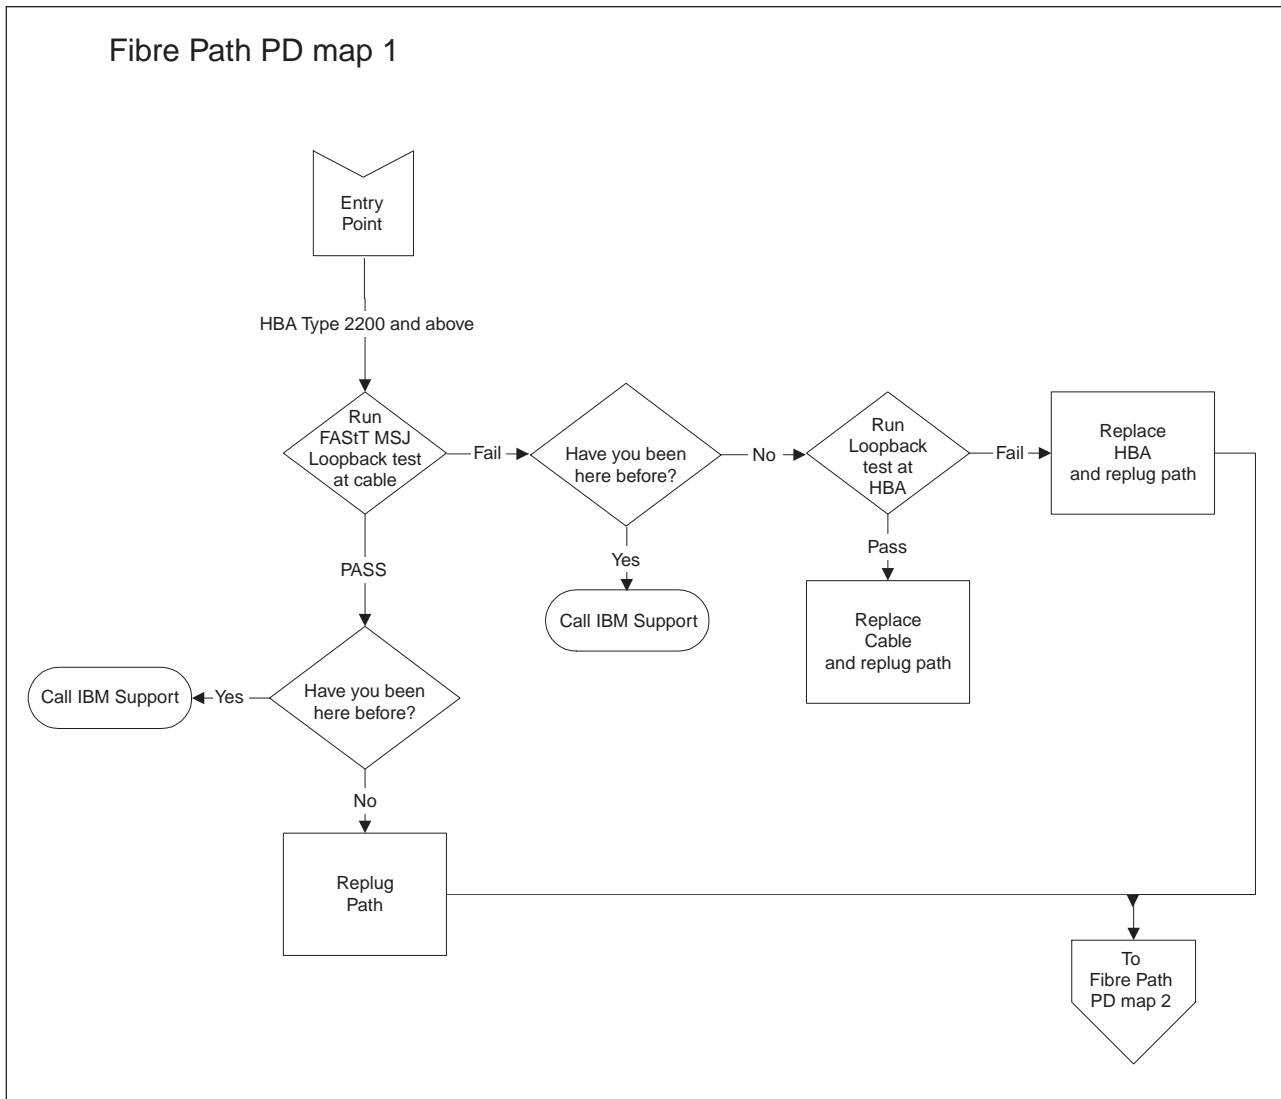 Fibre Path PD map 1
Entry
Point
HBA Type 2200 and above
Run
FAStT MSJ
Loopback test
at cable
Fail
Have you been
here before?
No
Run
Loopback
test at
HBA
Fail
Replace
HBA
and replug path
PASS
Yes
Call IBM Support
Pass
Replace
Cable
and replug path
Have you been
here before?
Yes
Call IBM Support
No
Replug
Path
To
Fibre Path
PD map 2